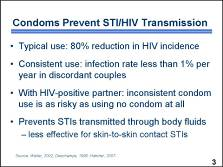 Condoms Prevent STI/HIV Transmission
• Typical use: 80% reduction in HIV incidence
• Consistent use: infection rate less than 1% per
year in discordant couples
• With HIV-positive partner: inconsistent condom
use is as risky as using no condom at all
• Prevents STIs transmitted through body fluids
– less effective for skin-to-skin contact STIs
Source: 2002; 1996; Hatcher, 2007.
3